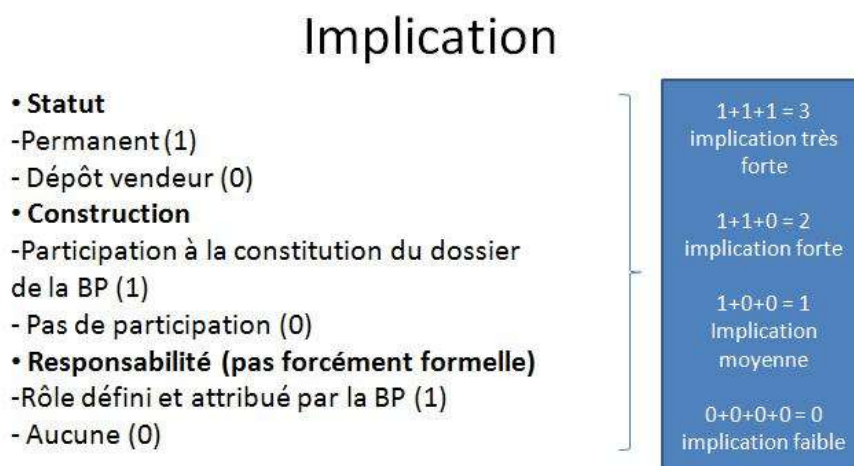 Implication
• Statut
-Permanent (1)
- Dépôt vendeur (0)
• Construction
-Participation à la constitution du dossier
de la BP (1)
- Pas de participation (0)
• Responsabilité (pas forcément formelle)
-Rôle défini et attribué par la BP (1)
- Aucune (0)
1+1+1 = 3
implication très
forte
1+1+0 = 2
implication forte
1+0+0 = 1
Implication
moyenne
0+0+0+0 = 0
implication faible